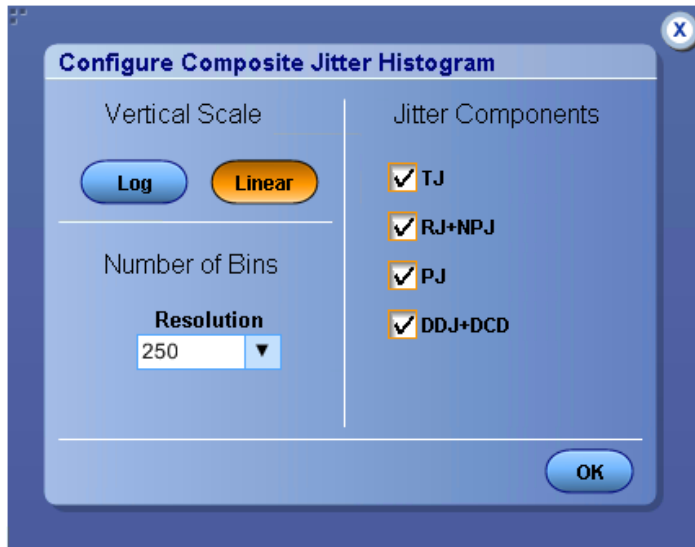 X
Configure Composite Jitter Histogram
Vertical Scale
Log
Linear
Number of Bins
Resolution
250
Jitter Components
TJ
RJ+NPJ
PJ
DDJ+DCD
OK